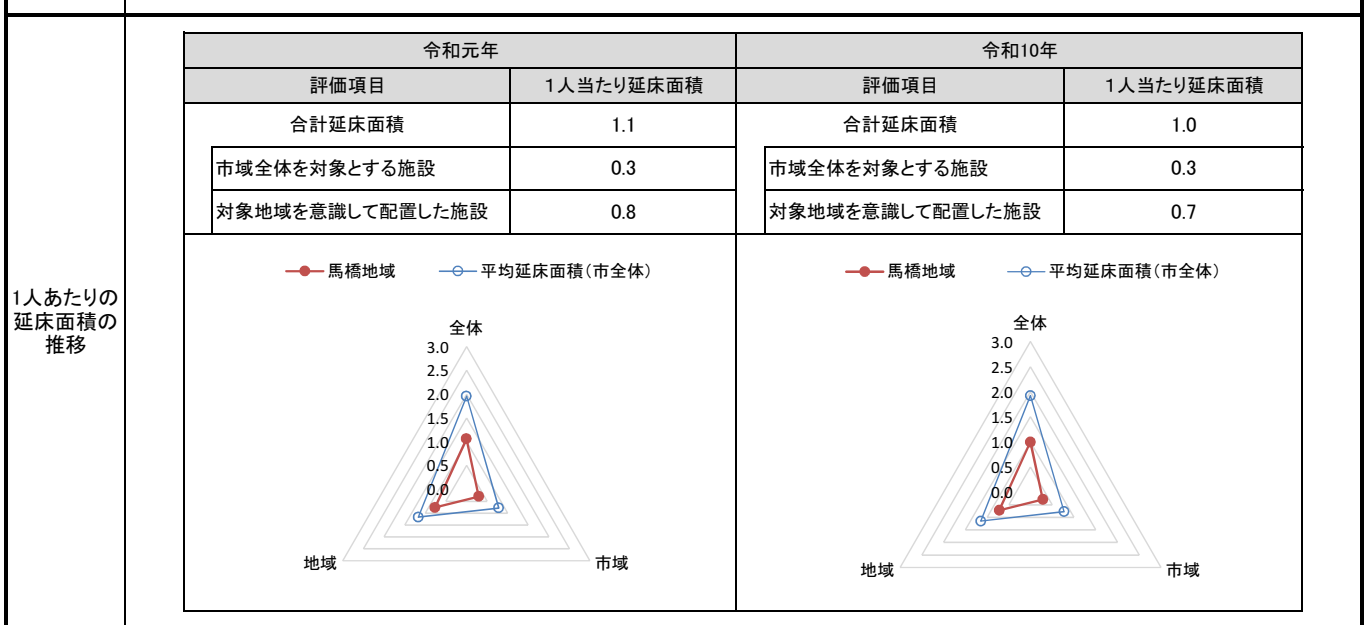 1人あたりの
延床面積の
推移
令和元年
評価項目 1人当たり延床面積
合計延床面積 1.1
市域全体を対象とする施設 0.3
対象地域を意識して配置した施設 0.8
馬橋地域 平均延床面積(市全体)
全体
3.0
2.5
2.0
1.5
1.0
0.5
0.0
地域 市域
令和10年
評価項目 1人当たり延床面積
合計延床面積 1.0
市域全体を対象とする施設 0.3
対象地域を意識して配置した施設 0.7
馬橋地域 平均延床面積(市全体)
全体
3.0
2.5
2.0
1.5
1.0
0.5
0.0
地域 市域